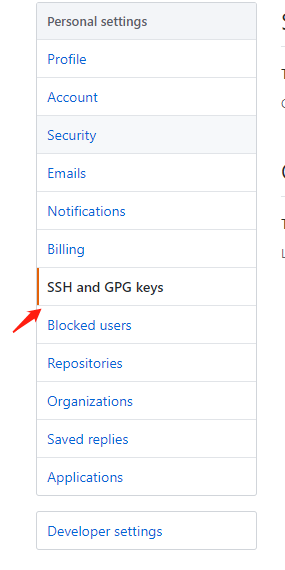 Personal settings
Profile
Account
Security
Emails
Notifications
Billing
SSH and GPG keys
Blocked users
Repositories
Organizations
Saved replies
Applications
Developer settings